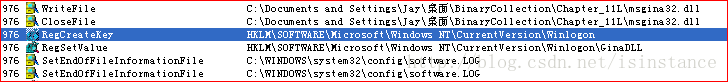 976 WriteFile C:\Documents and Settings\Jay\桌面\BinaryCollection\Chapter_11L\msgina32.dll
976 CloseFile C:\Documents and Settings\Jay\桌面\BinaryCollection\Chapter_11L\msgina32.dll
976 RegCreateKey HKLM\SOFTWARE\Microsoft\Windows NT\CurrentVersion\Winlogon
976 RegSetValue HKLM\SOFTWARE\Microsoft\Windows NT\CurrentVersion\Winlogon\GinaDLL
976 SetEndOfFileInformationFile C:\WINDOWS\system32\config\software.LOG
976 SetEndOfFileInformationFile C:\WINDOWS\system32\config\software.LOG
http://blog.csdn.net/isinstance